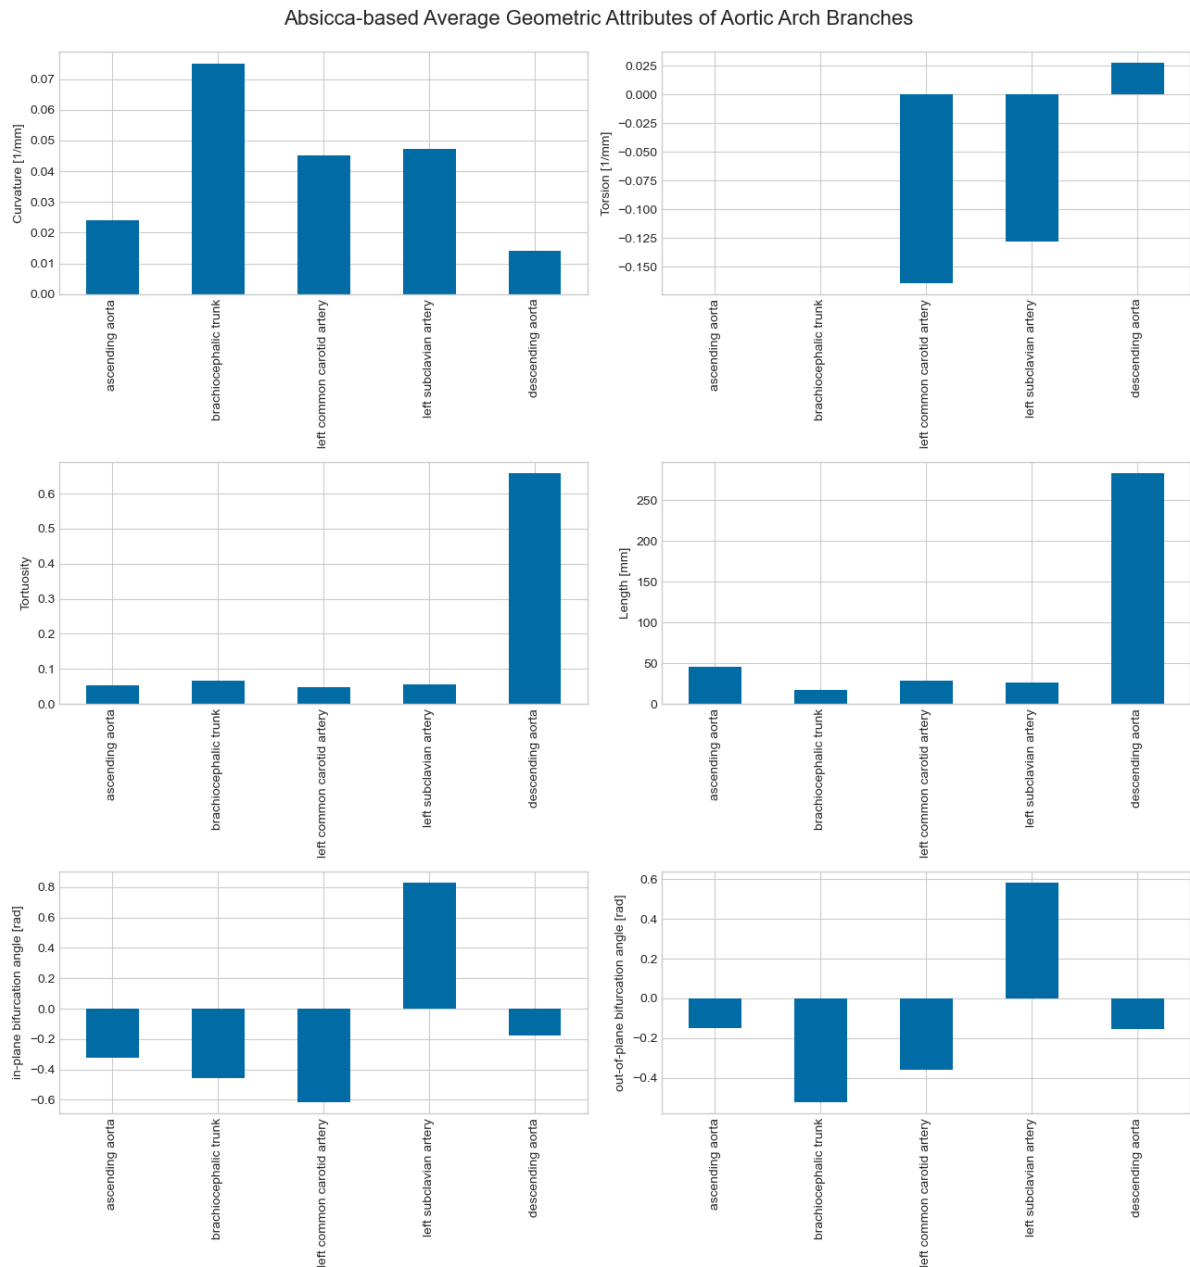 Absicca-based Average Geometric Attributes of Aortic Arch Branches
Curvature [1/mm]
0.07
0.06
0.05
0.04
0.03
0.02
0.01
0.00
ascending aorta
brachiocephalic trunk
left common carotid artery
left subclavian artery
descending aorta
Torsion [1/mm]
0.025
0.000
−0.025
−0.050
−0.075
−0.100
−0.125
−0.150
ascending aorta
brachiocephalic trunk
left common carotid artery
left subclavian artery
descending aorta
Tortuosity
0.6
0.5
0.4
0.3
0.2
0.1
0.0
ascending aorta
brachiocephalic trunk
left common carotid artery
left subclavian artery
descending aorta
Length [mm]
250
200
150
100
50
0
ascending aorta
brachiocephalic trunk
left common carotid artery
left subclavian artery
descending aorta
in-plane bifurcation angle [rad]
0.8
0.6
0.4
0.2
0.0
−0.2
−0.4
−0.6
ascending aorta
brachiocephalic trunk
left common carotid artery
left subclavian artery
descending aorta
out-of-plane bifurcation angle [rad]
0.6
0.4
0.2
0.0
−0.2
−0.4
ascending aorta
brachiocephalic trunk
left common carotid artery
left subclavian artery
descending aorta